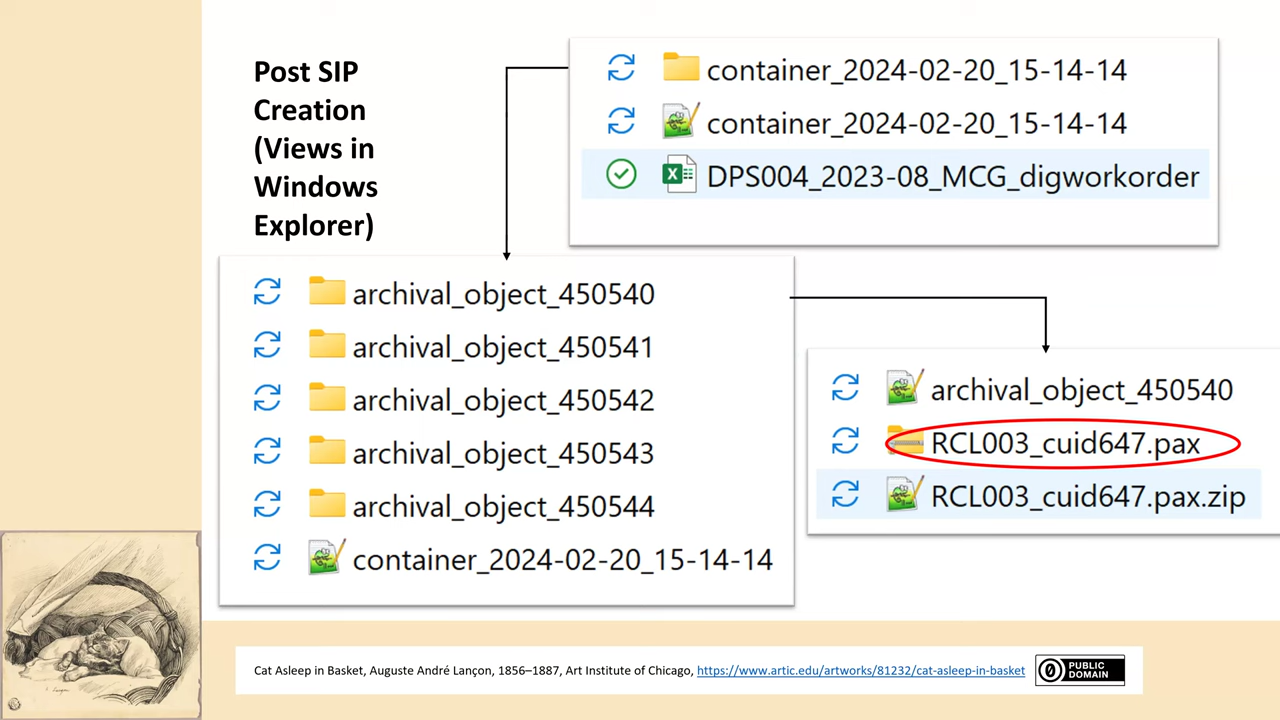 Post SIP
Creation
(Views in
Windows
Explorer)
container_2024-02-20_15-14-14
container_2024-02-20_15-14-14
DPS004_2023-08_MCG_digworkorder
archival_object_450540
archival_object_450541
archival_object_450542
archival_object_450543
archival_object_450544
container_2024-02-20_15-14-14
archival_object_450540
RCL003_cuid647.pax
RCL003_cuid647.pax.zip
Cat Asleep in Basket, Auguste André Lançon, 1856–1887, Art Institute of Chicago, https://www.artic.edu/artworks/81232/cat-asleep-in-basket
PUBLIC
DOMAIN